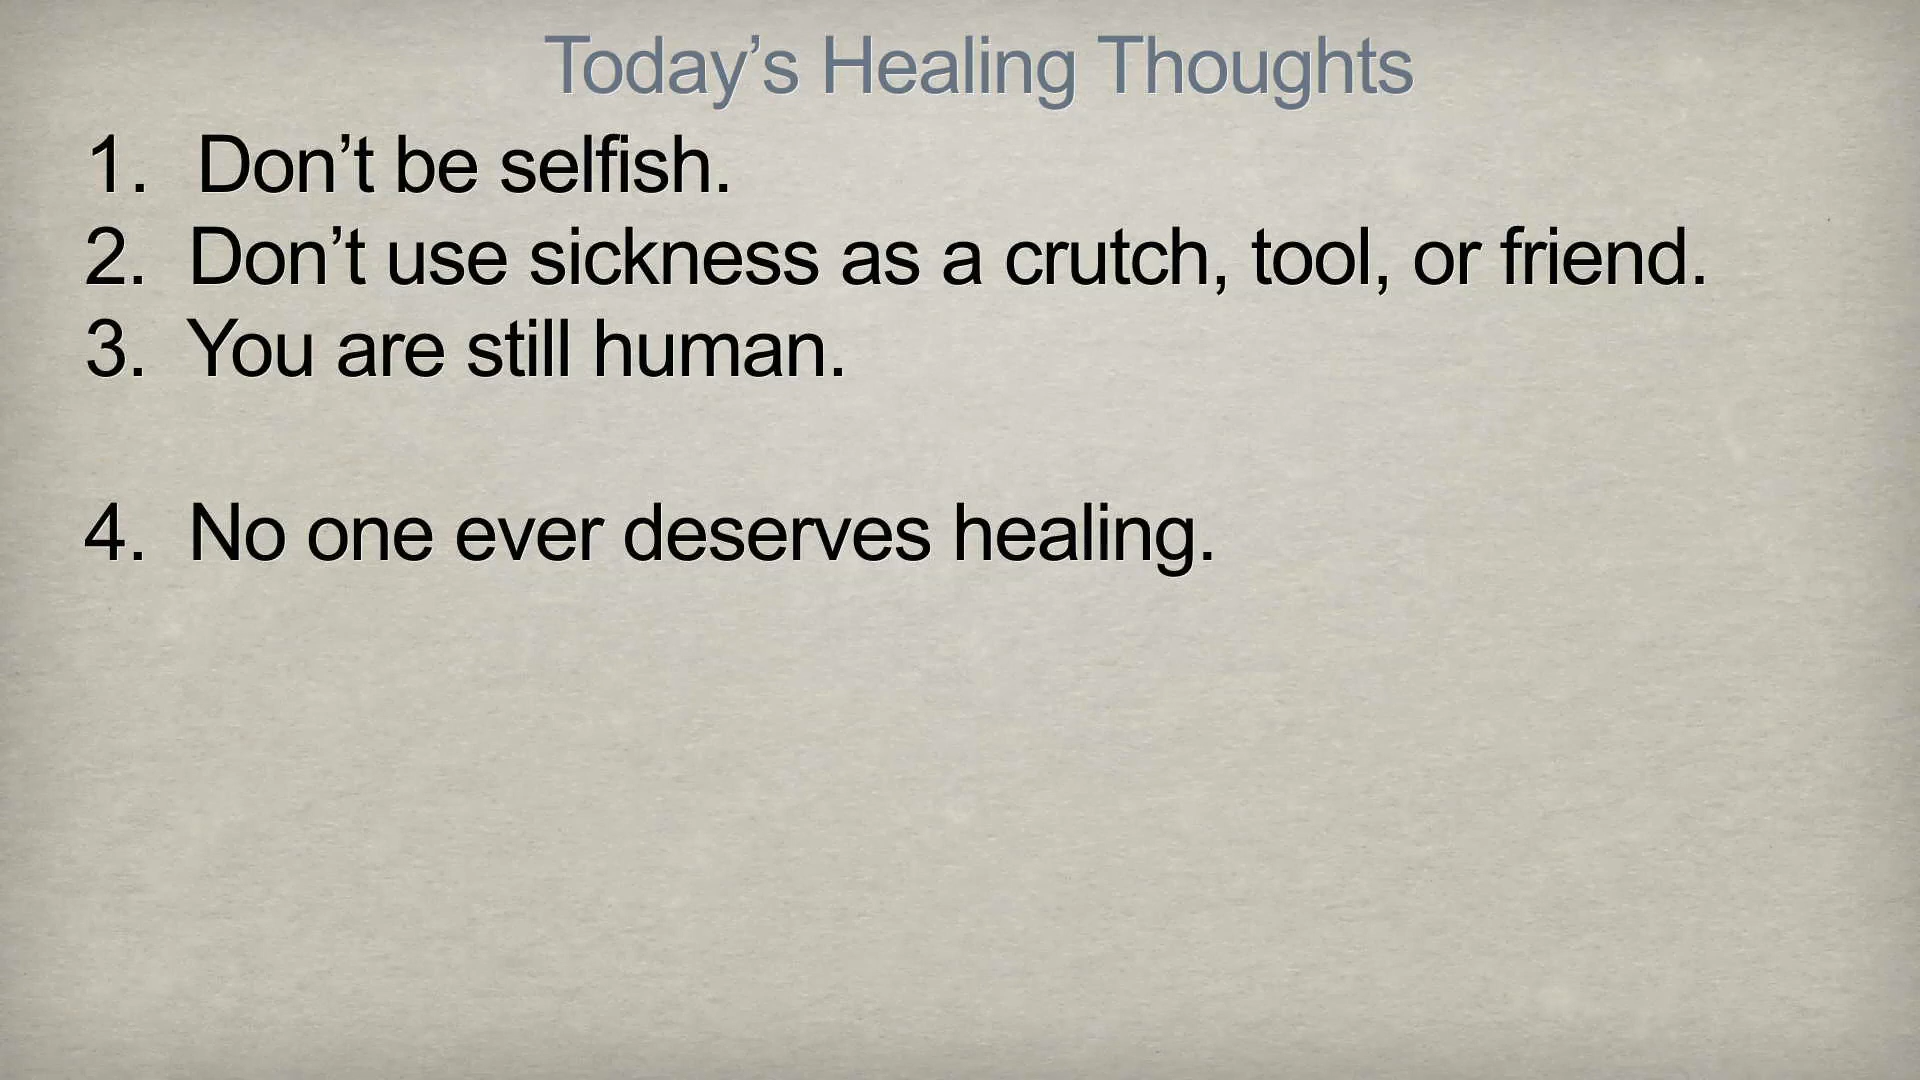 Today’s Healing Thoughts
1. Don’t be selfish.
2. Don’t use sickness as a crutch, tool, or friend.
3. You are still human.
4. No one ever deserves healing.